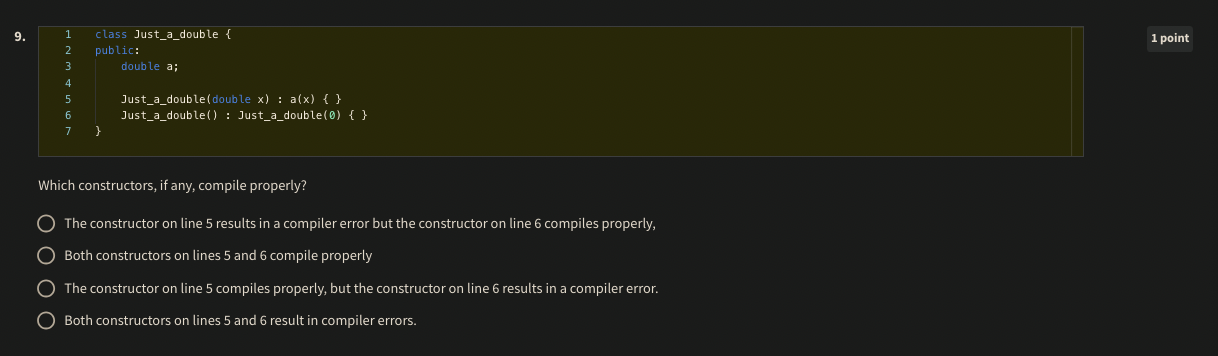 9.
1 point
1 class Just_a_double {
2 public:
3     double a;
4
5     Just_a_double(double x) : a(x) { }
6     Just_a_double() : Just_a_double(0) { }
7 }
Which constructors, if any, compile properly?
The constructor on line 5 results in a compiler error but the constructor on line 6 compiles properly,
Both constructors on lines 5 and 6 compile properly
The constructor on line 5 compiles properly, but the constructor on line 6 results in a compiler error.
Both constructors on lines 5 and 6 result in compiler errors.